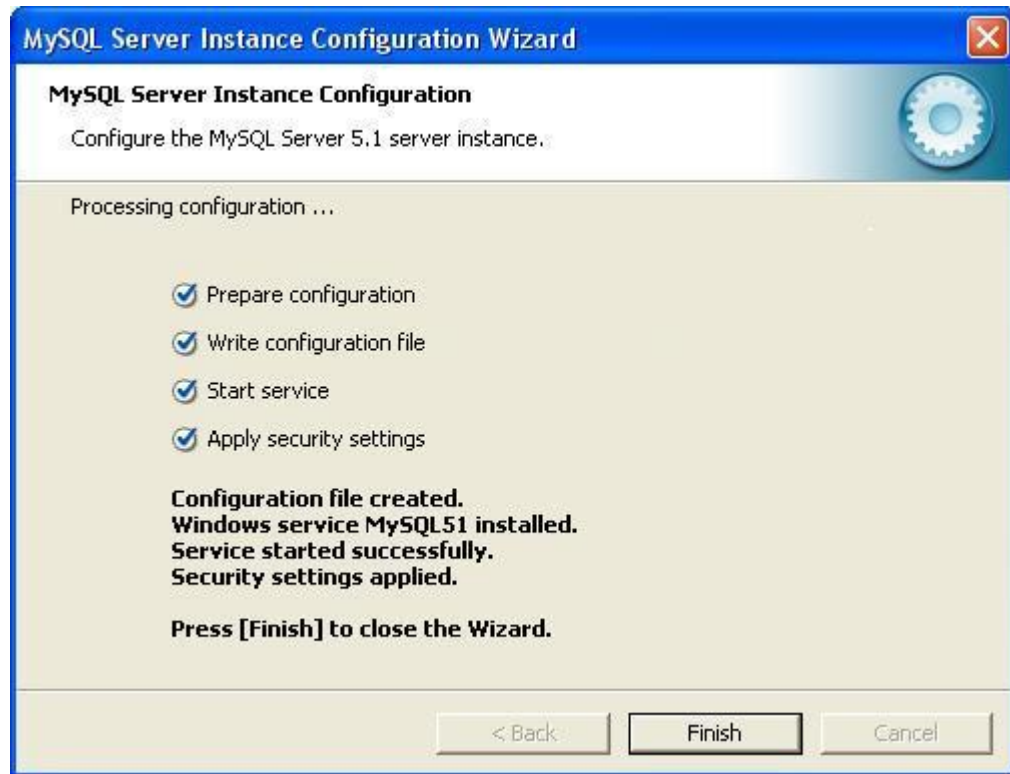 MySQL Server Instance Configuration Wizard
MySQL Server Instance Configuration
Configure the MySQL Server 5.1 server instance.
Processing configuration ...
Prepare configuration
Write configuration file
Start service
Apply security settings
Configuration file created.
Windows service MySQL51 installed.
Service started successfully.
Security settings applied.
Press [Finish] to close the Wizard.
< Back
Finish
Cancel